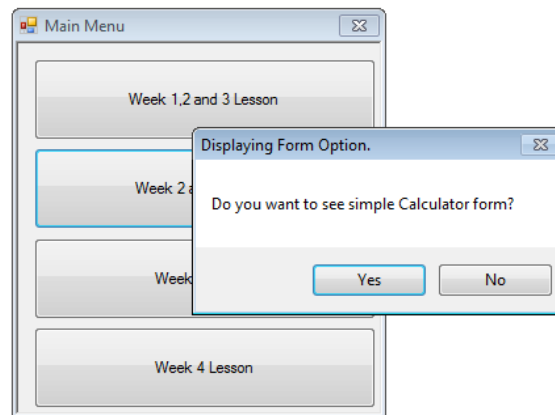 Main Menu
Week 1,2 and 3 Lesson
Displaying Form Option.
Week 2
Do you want to see simple Calculator form?
Week
Yes
No
Week 4 Lesson